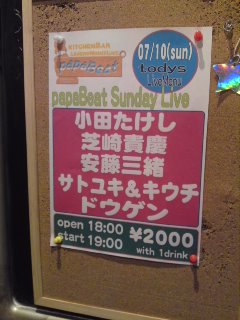 KITCHENBAR
papaBeat
07/10(sun)
todys
LiveMenu
papaBeat Sunday Live
小田たけし
芝崎貴慶
安藤三緒
サトユキ&キウチ
ドウゲン
open 18:00
start 19:00
¥2000
with 1drink